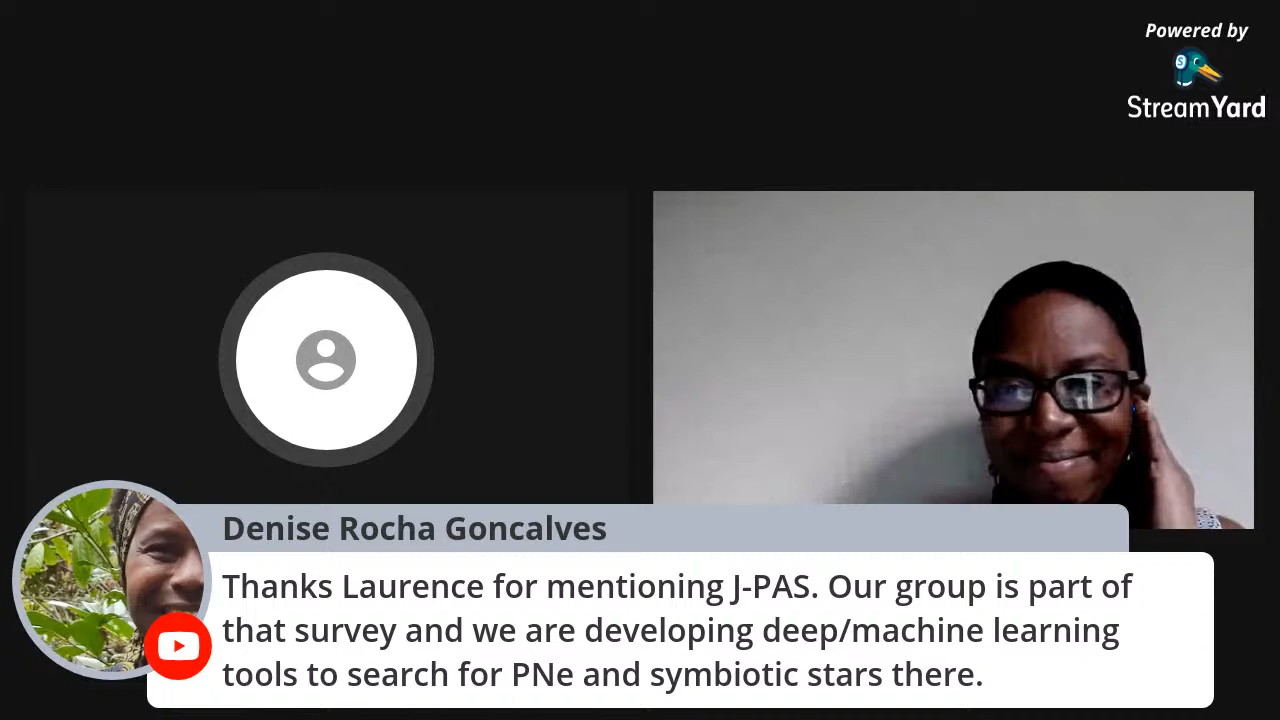 Powered by
StreamYard
Denise Rocha Goncalves
Thanks Laurence for mentioning J-PAS. Our group is part of
that survey and we are developing deep/machine learning
tools to search for PNe and symbiotic stars there.